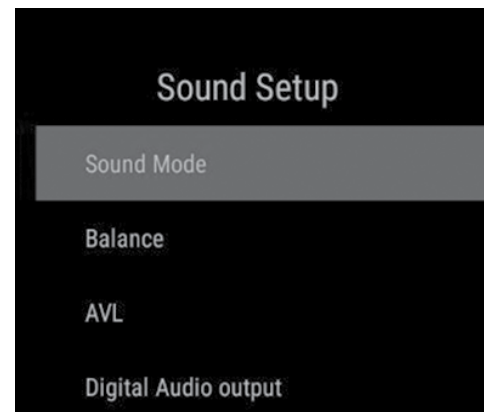 Sound Setup
Sound Mode
Balance
AVL
Digital Audio output